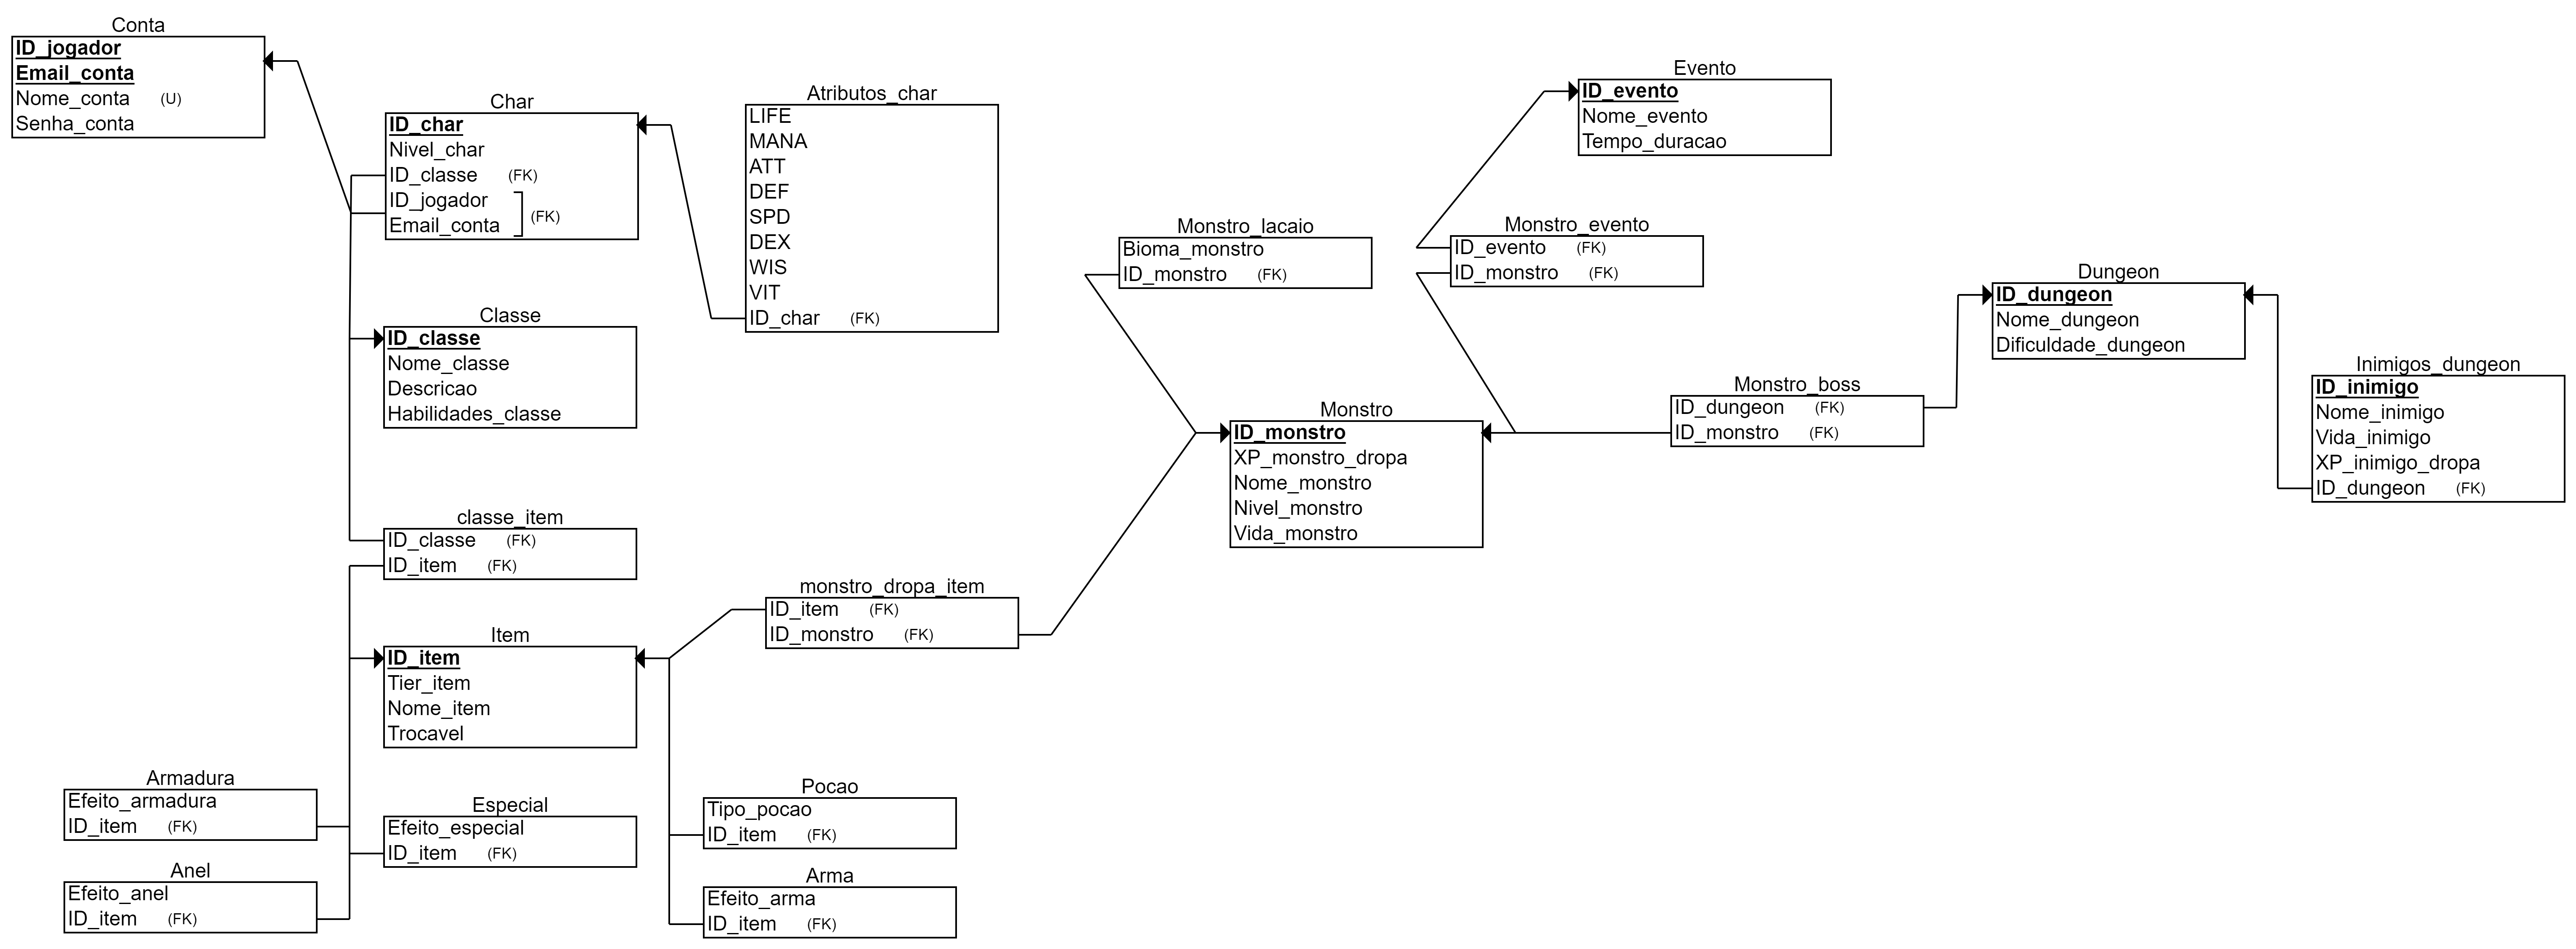 Conta
ID_jogador
Email_conta
Nome_conta (U)
Senha_conta
Char
ID_char
Nivel_char
ID_classe (FK)
ID_jogador
Email_conta (FK)
Atributos_char
LIFE
MANA
ATT
DEF
SPD
DEX
WIS
VIT
ID_char (FK)
Classe
ID_classe
Nome_classe
Descricao
Habilidades_classe
classe_item
ID_classe (FK)
ID_item (FK)
Item
ID_item
Tier_item
Nome_item
Trocavel
Armadura
Efeito_armadura
ID_item (FK)
Anel
Efeito_anel
ID_item (FK)
Especial
Efeito_especial
ID_item (FK)
Pocao
Tipo_pocao
ID_item (FK)
Arma
Efeito_arma
ID_item (FK)
monstro_dropa_item
ID_item (FK)
ID_monstro (FK)
Monstro_lacaio
Bioma_monstro
ID_monstro (FK)
Evento
ID_evento
Nome_evento
Tempo_duracao
Monstro_evento
ID_evento (FK)
ID_monstro (FK)
Monstro
ID_monstro
XP_monstro_dropa
Nome_monstro
Nivel_monstro
Vida_monstro
Monstro_boss
ID_dungeon (FK)
ID_monstro (FK)
Dungeon
ID_dungeon
Nome_dungeon
Dificuldade_dungeon
Inimigos_dungeon
ID_inimigo
Nome_inimigo
Vida_inimigo
XP_inimigo_dropa
ID_dungeon (FK)